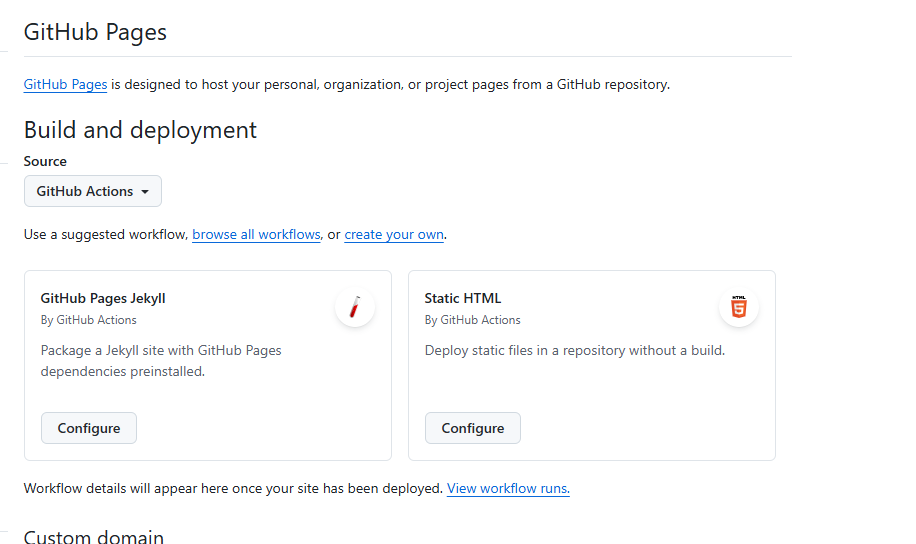 GitHub Pages
GitHub Pages is designed to host your personal, organization, or project pages from a GitHub repository.
Build and deployment
Source
GitHub Actions
Use a suggested workflow, browse all workflows, or create your own.
GitHub Pages Jekyll
By GitHub Actions
Package a Jekyll site with GitHub Pages
dependencies preinstalled.
Configure
Static HTML
By GitHub Actions
HTML
5
Deploy static files in a repository without a build.
Configure
Workflow details will appear here once your site has been deployed. View workflow runs.
Custom domain